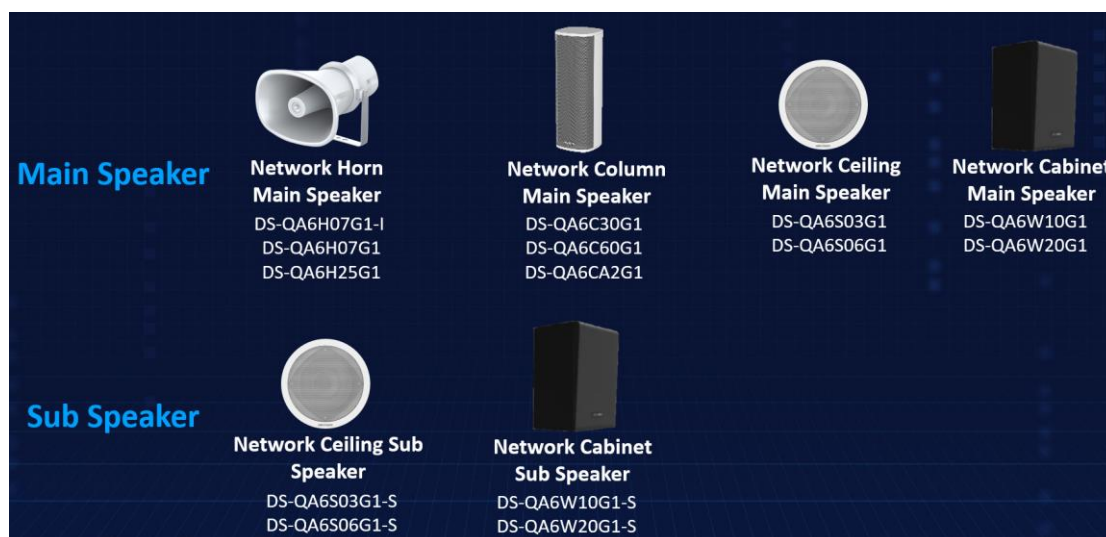 Main Speaker
Network Horn
Main Speaker
DS-QA6H07G1-I
DS-QA6H07G1
DS-QA6H25G1
Network Column
Main Speaker
DS-QA6C30G1
DS-QA6C60G1
DS-QA6CA2G1
Network Ceiling
Main Speaker
DS-QA6S03G1
DS-QA6S06G1
Network Cabinet
Main Speaker
DS-QA6W10G1
DS-QA6W20G1
Sub Speaker
Network Ceiling Sub
Speaker
DS-QA6S03G1-S
DS-QA6S06G1-S
Network Cabinet
Sub Speaker
DS-QA6W10G1-S
DS-QA6W20G1-S